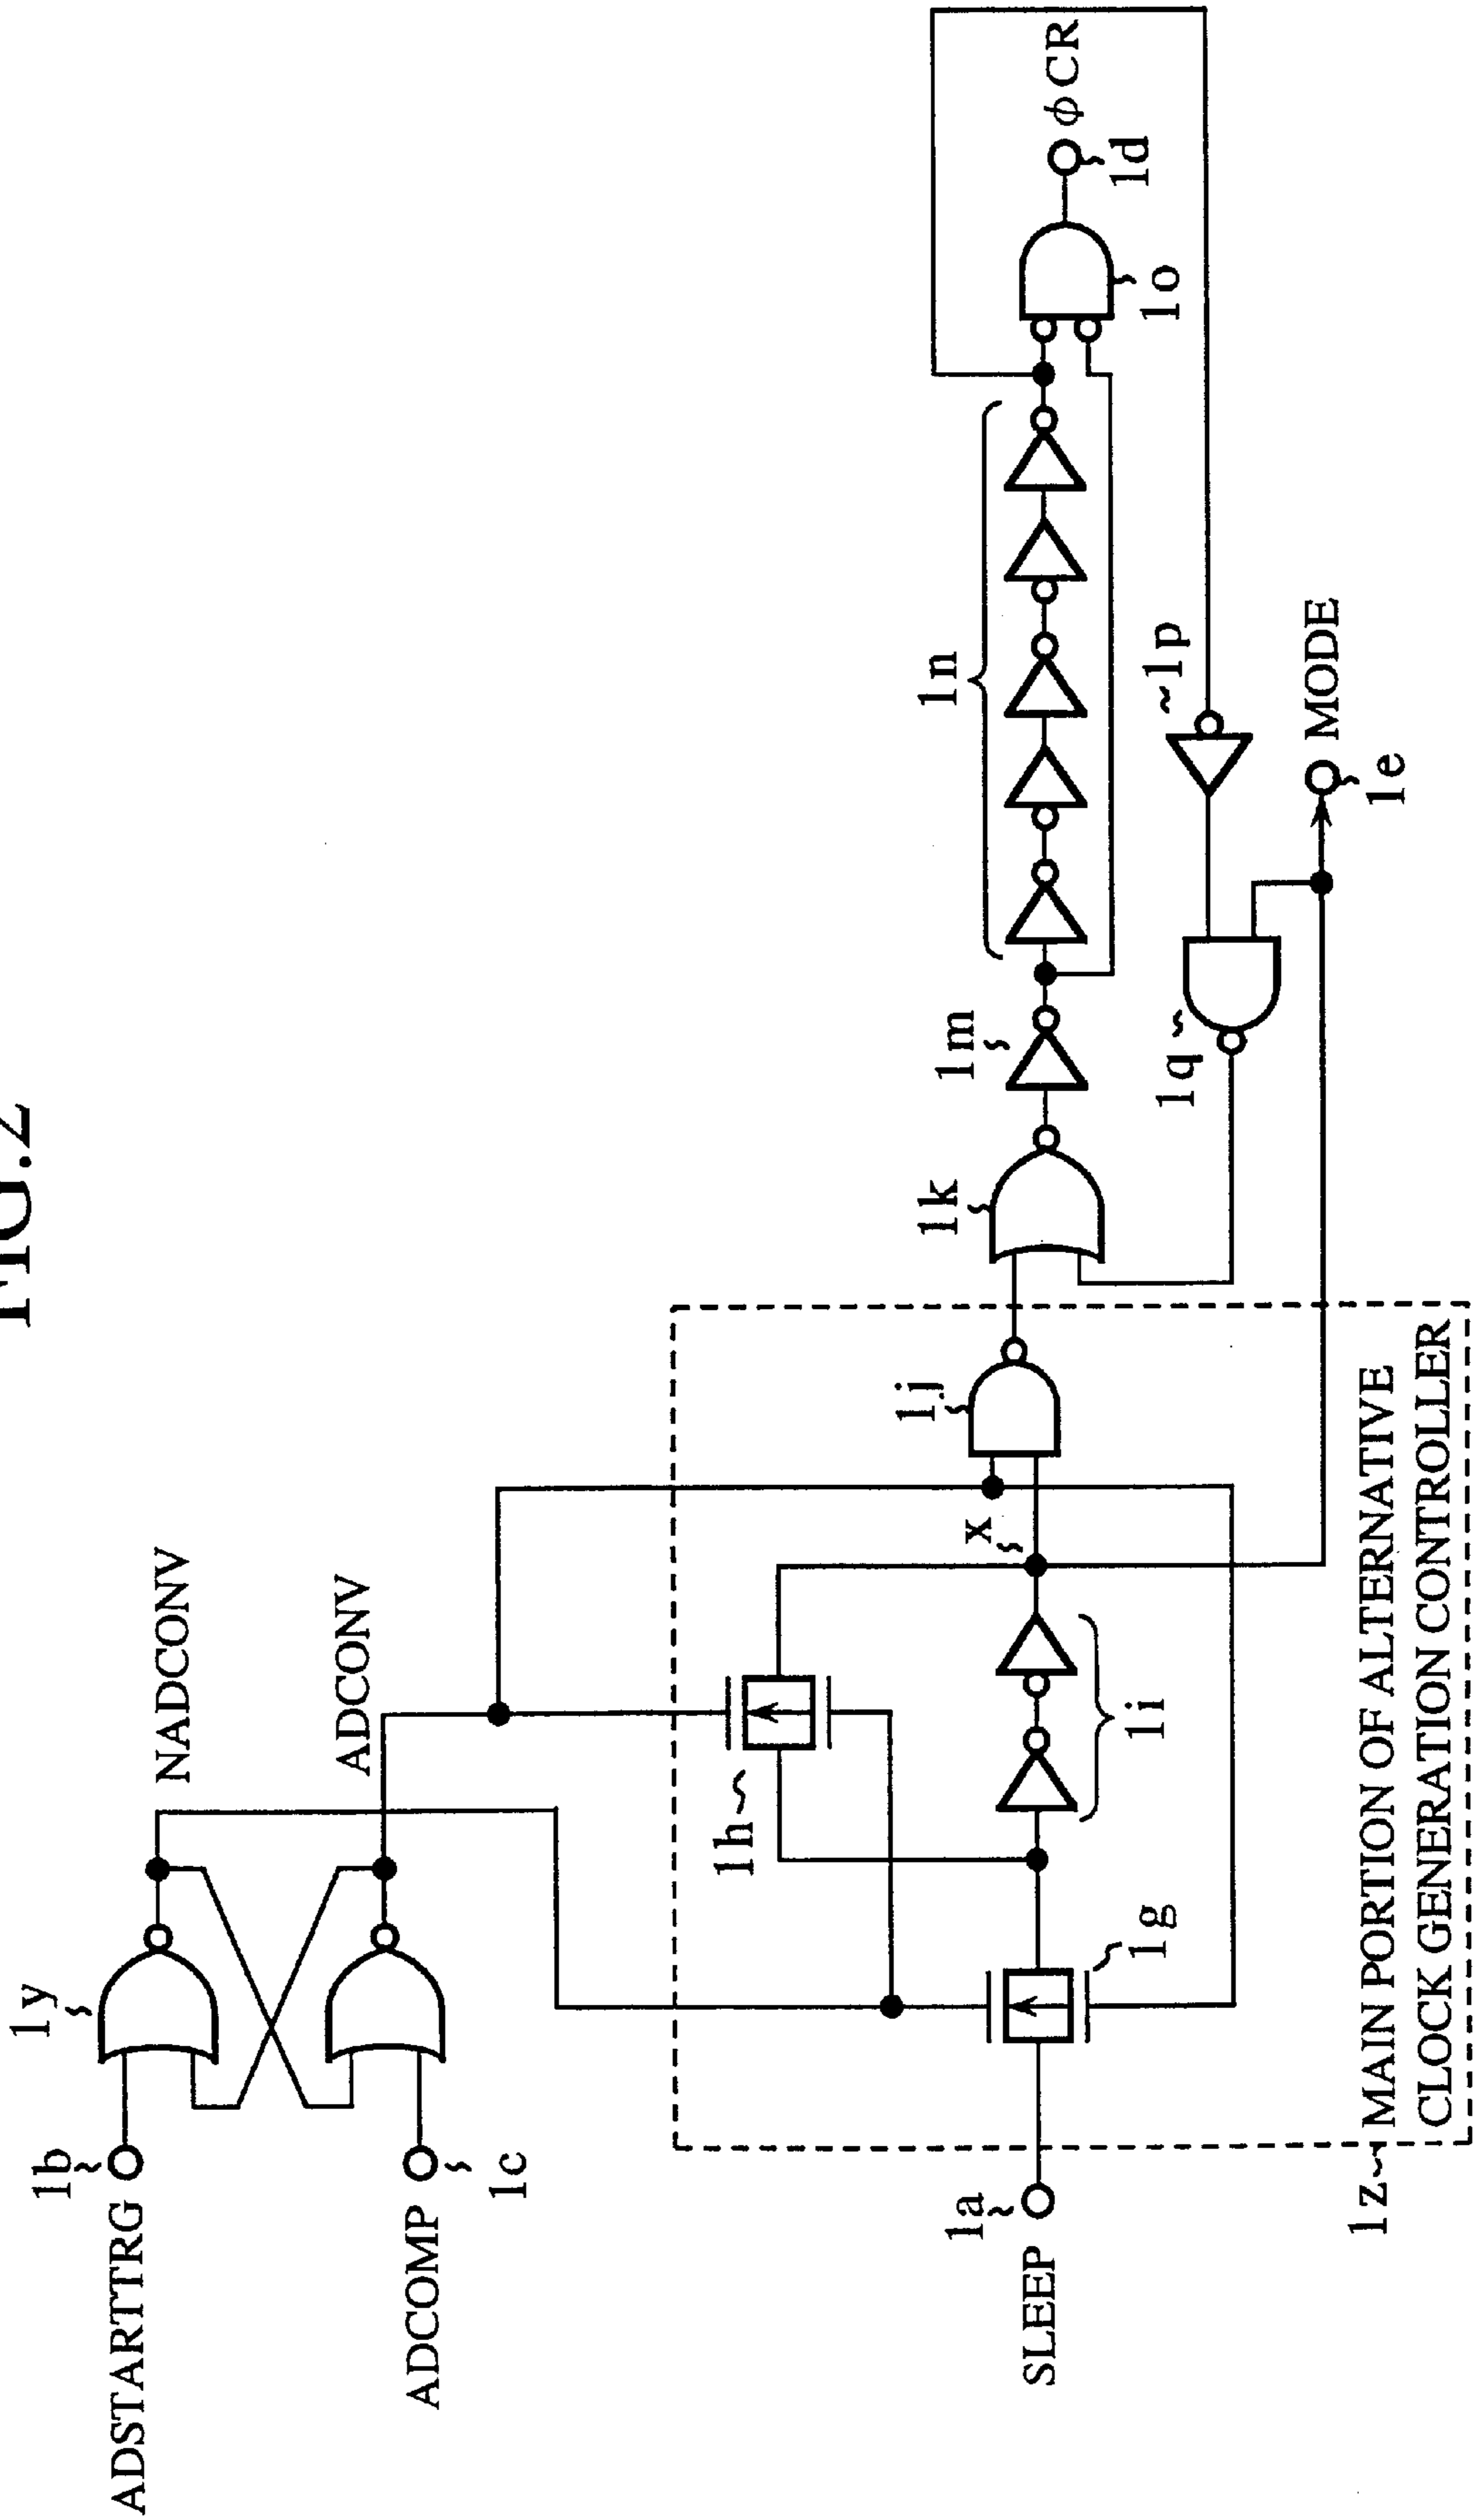 FIG.2
ADSTARTTRG
1b
1y
NADCONV
ADCONV
ADCOMP
1c
SLEEP
1a
1g
1h
1i
x
1j
1k
1m
1n
1o
1d
φCR
1q
1p
MODE
1e
1z
MAIN PORTION OF ALTERNATIVE
CLOCK GENERATION CONTROLLER